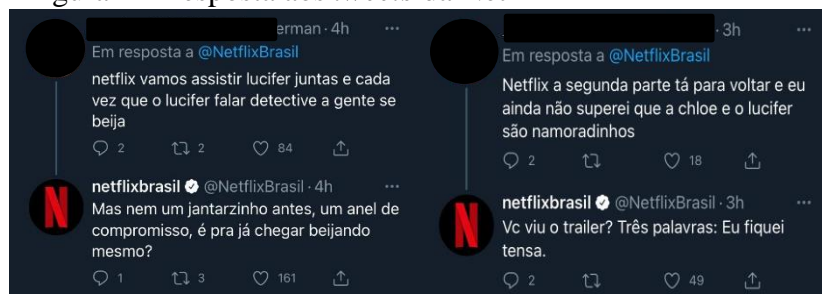 erman · 4h
Em resposta a @NetflixBrasil
netflix vamos assistir lucifer juntas e cada
vez que o lucifer falar detective a gente se
beija
2 2 84
netflixbrasil @NetflixBrasil · 4h
Mas nem um jantarzinho antes, um anel de
compromisso, é pra já chegar beijando
mesmo?
1 3 161
· 3h
Em resposta a @NetflixBrasil
Netflix a segunda parte tá para voltar e eu
ainda não superei que a chloe e o lucifer
são namoradinhos
2 18
netflixbrasil @NetflixBrasil · 3h
Vc viu o trailer? Três palavras: Eu fiquei
tensa.
2 49